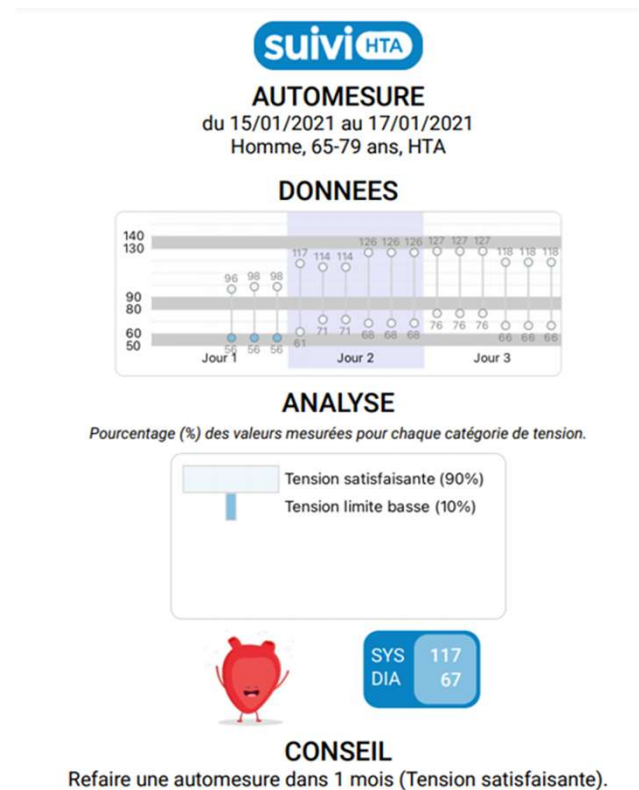 suivi HTA
AUTOMESURE
du 15/01/2021 au 17/01/2021
Homme, 65-79 ans, HTA
DONNEES
140
130
90
80
60
50
96 98 98 117 114 114 126 126 126 127 127 127 118 118 118
56 56 56 61 71 71 68 68 68 76 76 76 66 66 66
Jour 1 Jour 2 Jour 3
ANALYSE
Pourcentage (%) des valeurs mesurées pour chaque catégorie de tension.
Tension satisfaisante (90%)
Tension limite basse (10%)
SYS 117
DIA 67
CONSEIL
Refaire une automesure dans 1 mois (Tension satisfaisante).